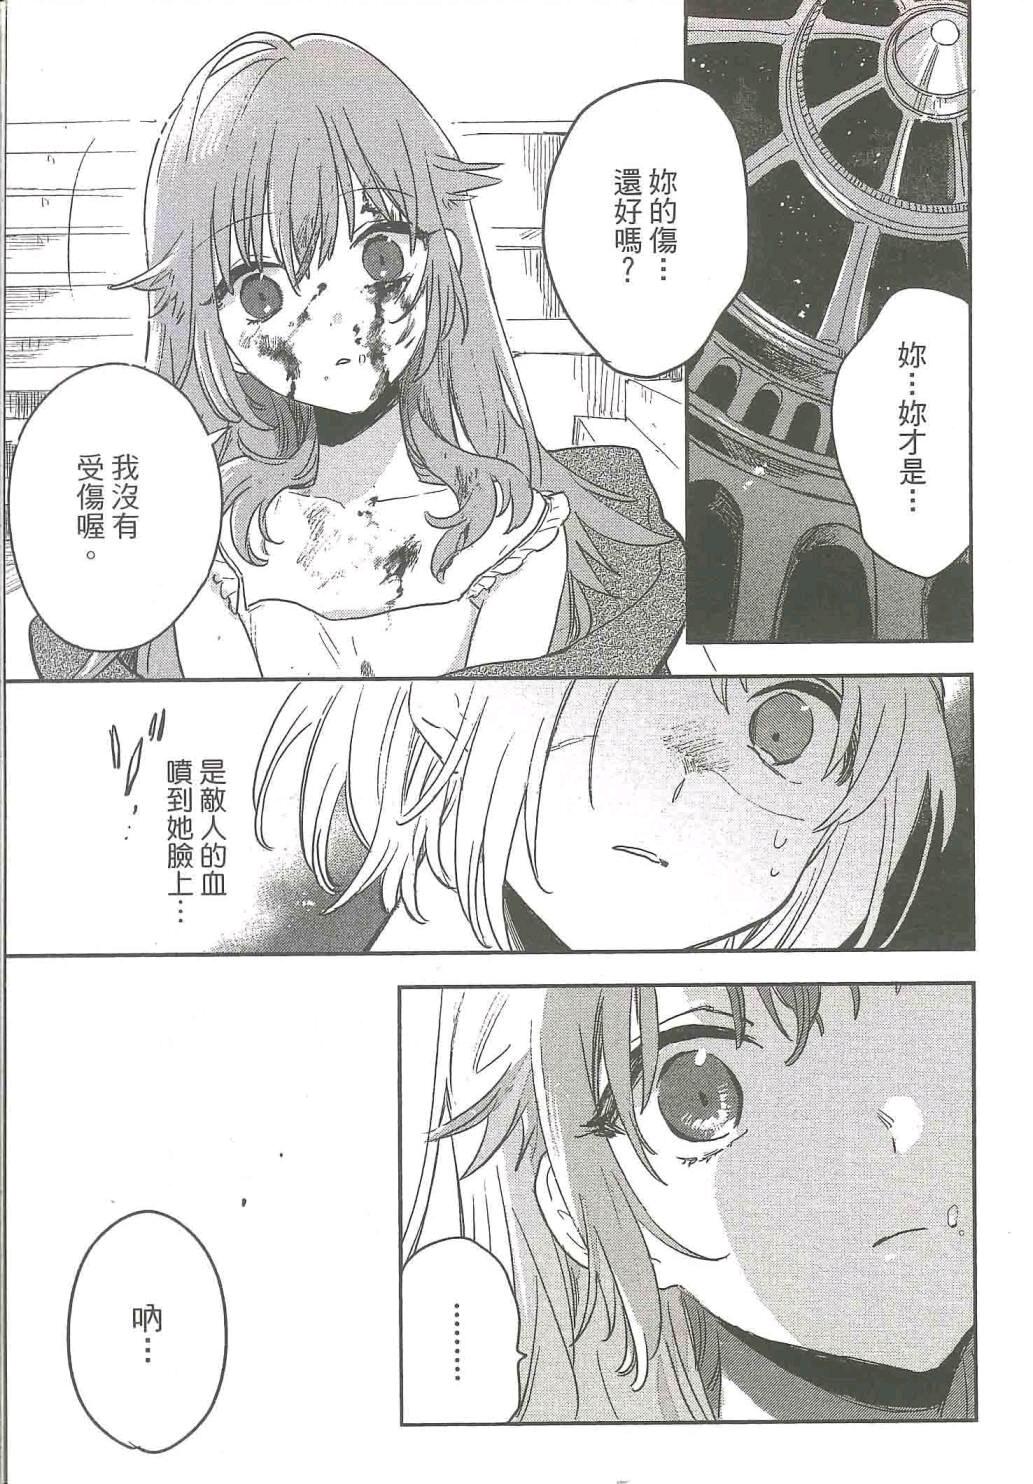 妳…妳才是…
妳的傷…
還好嗎?
我沒有
受傷喔。
是敵人的血
噴到她臉上…
………
吶…